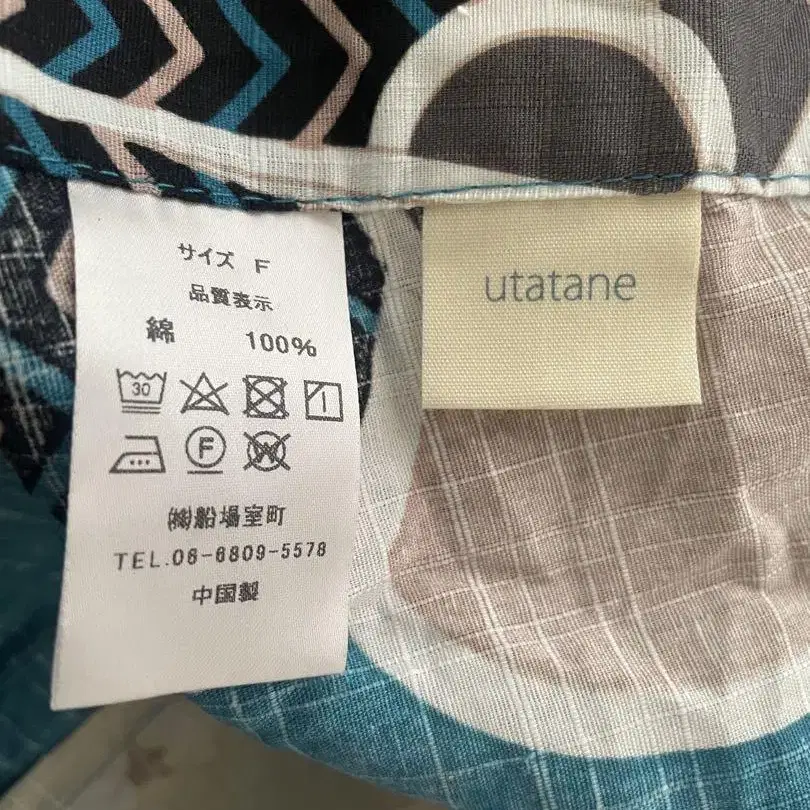 サイズ F
品質表示
綿 100%
30
F
W
㈱船場室町
TEL.06-6809-5578
中国製
utatane